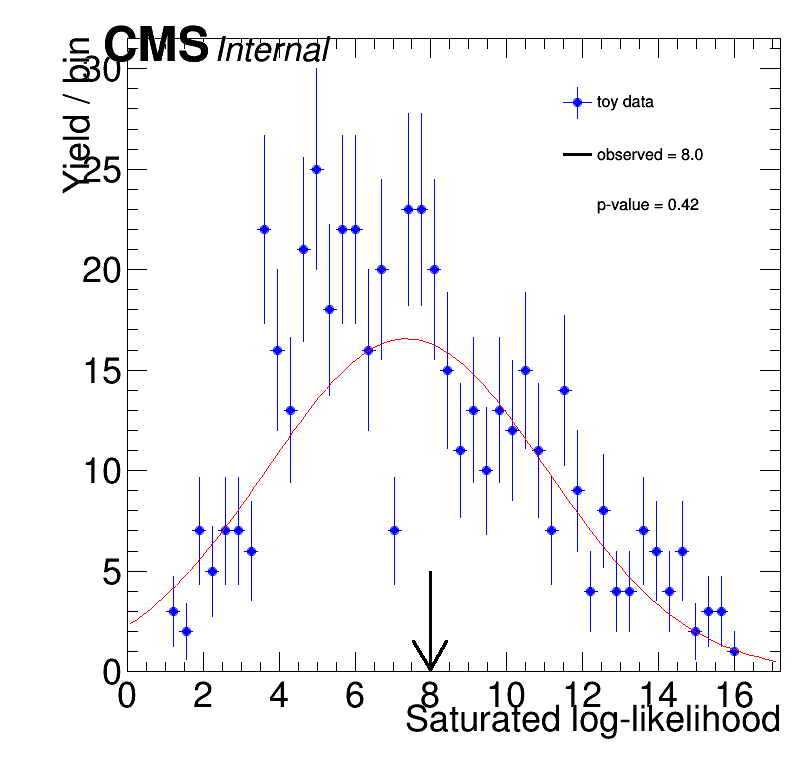 CMS Internal
Yield / bin
30
25
20
15
10
5
0
toy data
observed = 8.0
p-value = 0.42
0 2 4 6 8 10 12 14 16
Saturated log-likelihood